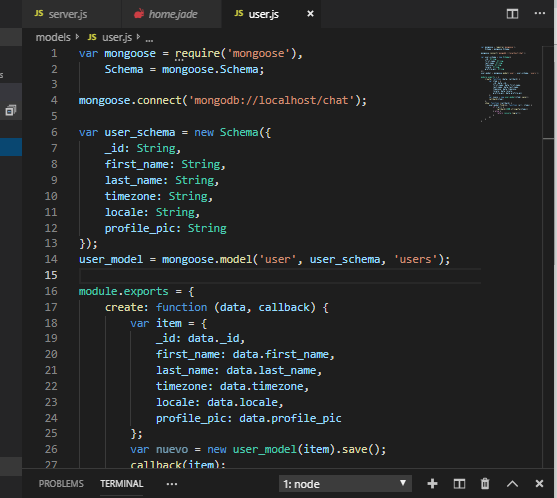 server.js home.jade user.js
models > user.js > ...
1 var mongoose = require('mongoose'),
2 Schema = mongoose.Schema;
3
4 mongoose.connect('mongodb://localhost/chat');
5
6 var user_schema = new Schema({
7 _id: String,
8 first_name: String,
9 last_name: String,
10 timezone: String,
11 locale: String,
12 profile_pic: String
13 });
14 user_model = mongoose.model('user', user_schema, 'users');
15
16 module.exports = {
17 create: function (data, callback) {
18 var item = {
19 _id: data._id,
20 first_name: data.first_name,
21 last_name: data.last_name,
22 timezone: data.timezone,
23 locale: data.locale,
24 profile_pic: data.profile_pic
25 };
26 var nuevo = new user_model(item).save();
27 callback(item);
PROBLEMS TERMINAL ... 1: node